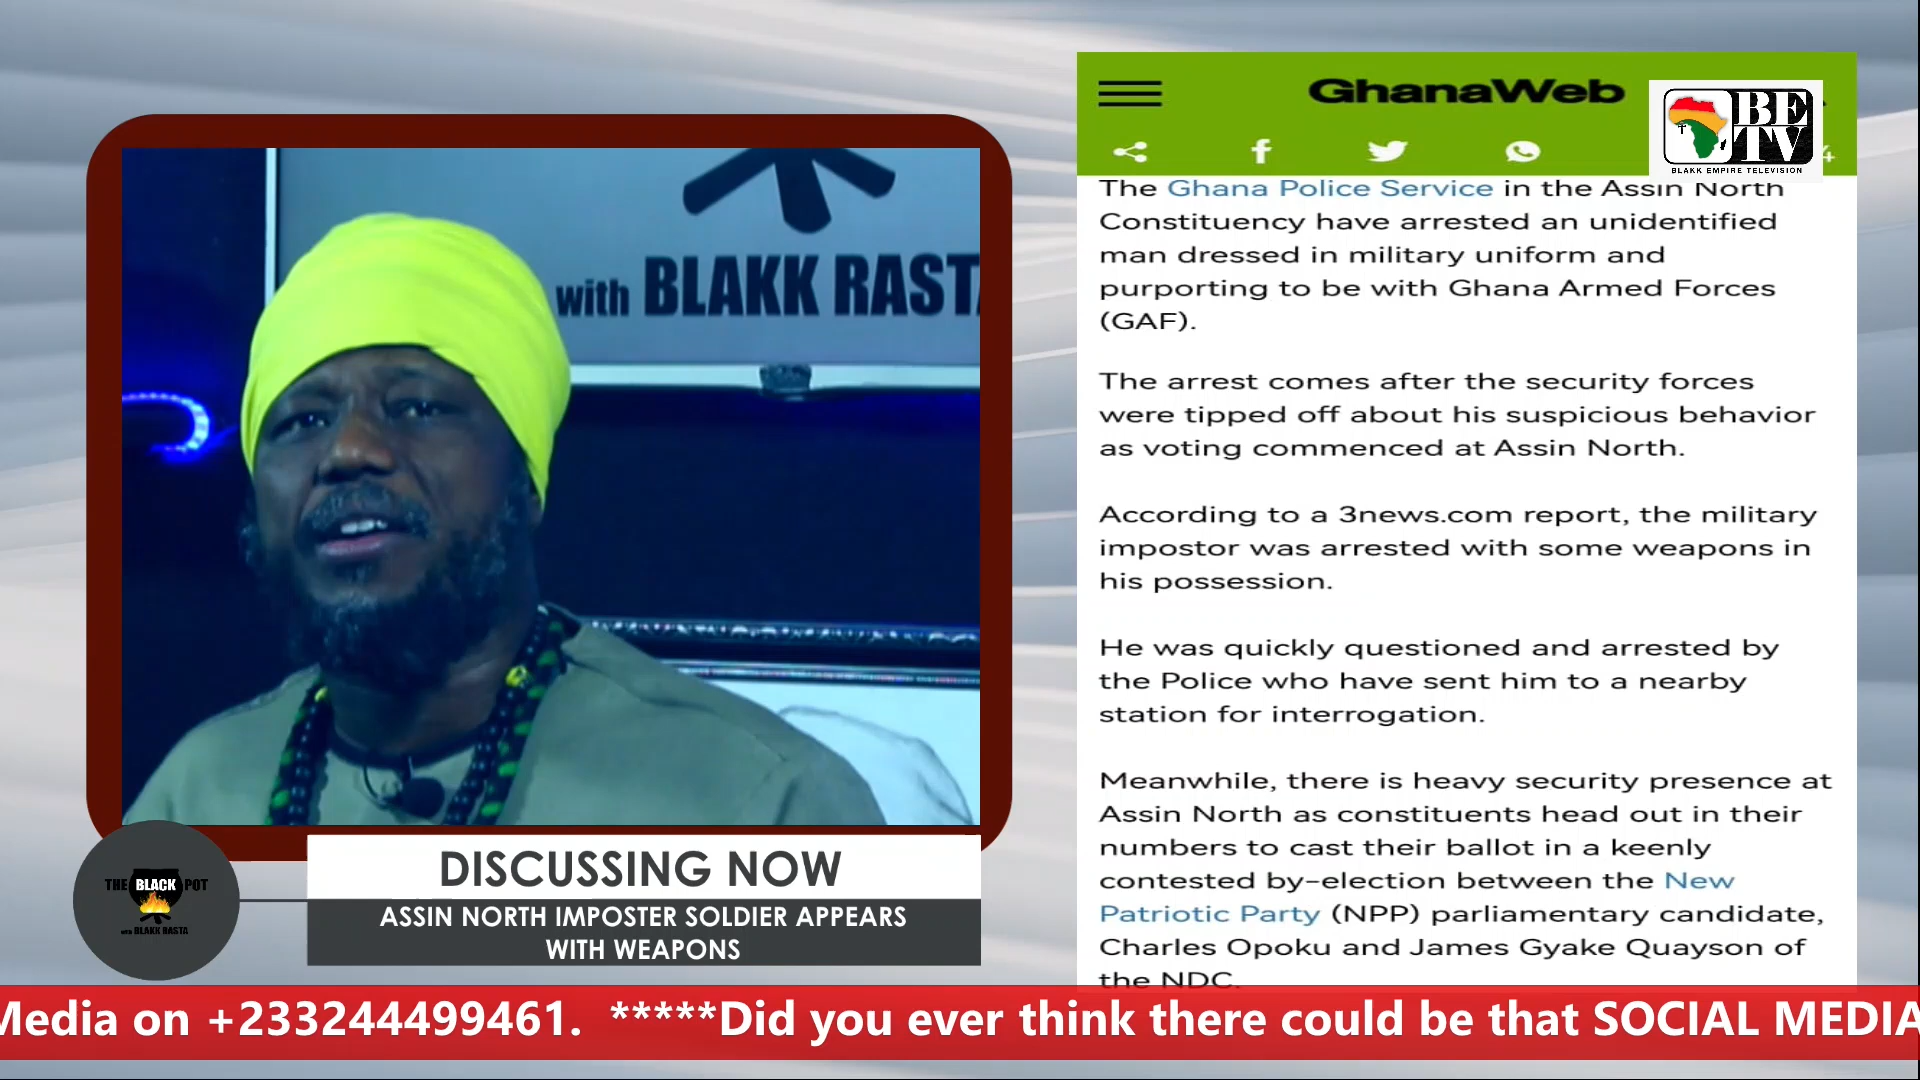 GhanaWeb
BE
TV
BLAKK EMPIRE TELEVISION
with BLAKK RAST
The Ghana Police Service in the Assin North
Constituency have arrested an unidentified
man dressed in military uniform and
purporting to be with Ghana Armed Forces
(GAF).
The arrest comes after the security forces
were tipped off about his suspicious behavior
as voting commenced at Assin North.
According to a 3news.com report, the military
impostor was arrested with some weapons in
his possession.
He was quickly questioned and arrested by
the Police who have sent him to a nearby
station for interrogation.
Meanwhile, there is heavy security presence at
Assin North as constituents head out in their
numbers to cast their ballot in a keenly
contested by-election between the New
Patriotic Party (NPP) parliamentary candidate,
Charles Opoku and James Gyake Quayson of
the NDC.
THE BLACK POT
with BLAKK RASTA
DISCUSSING NOW
ASSIN NORTH IMPOSTER SOLDIER APPEARS
WITH WEAPONS
Media on +233244499461. *****Did you ever think there could be that SOCIAL MEDIA